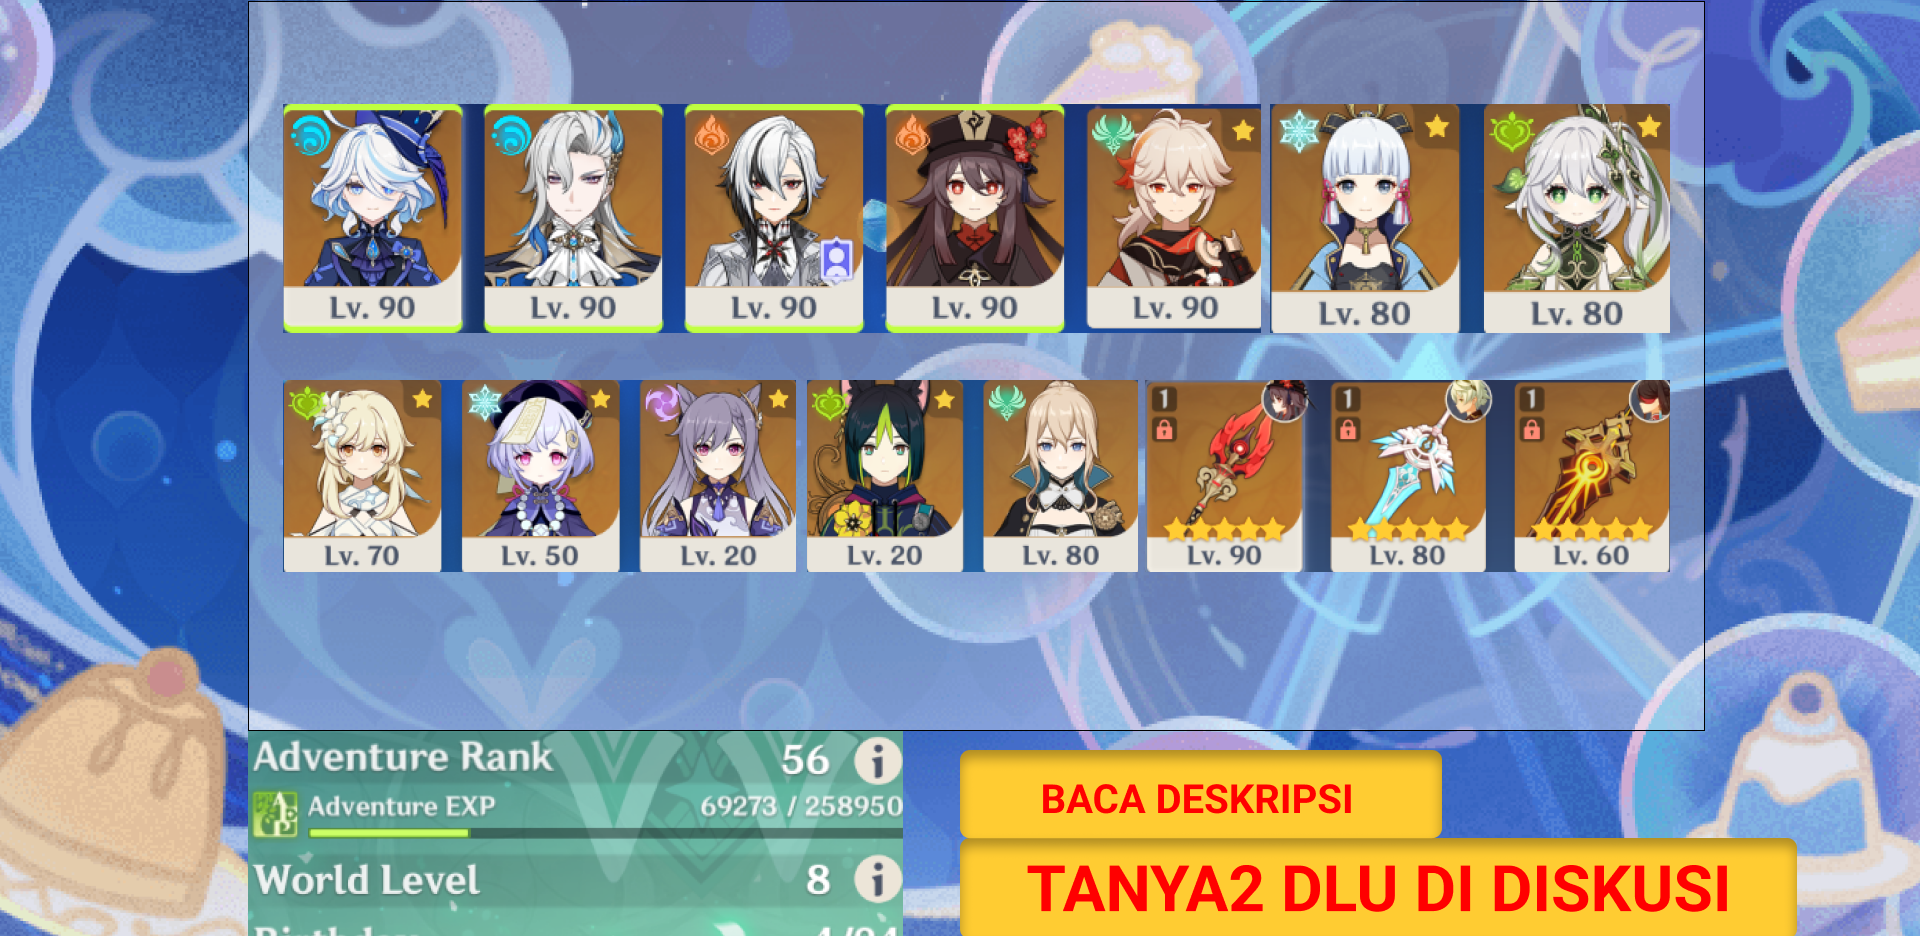 Lv. 90 Lv. 90 Lv. 90 Lv. 90 Lv. 90 Lv. 80 Lv. 80
1 1 1
Lv. 70 Lv. 50 Lv. 20 Lv. 20 Lv. 80 Lv. 90 Lv. 80 Lv. 60
Adventure Rank 56
Adventure EXP 69273 / 258950
World Level 8
BACA DESKRIPSI
TANYA2 DLU DI DISKUSI